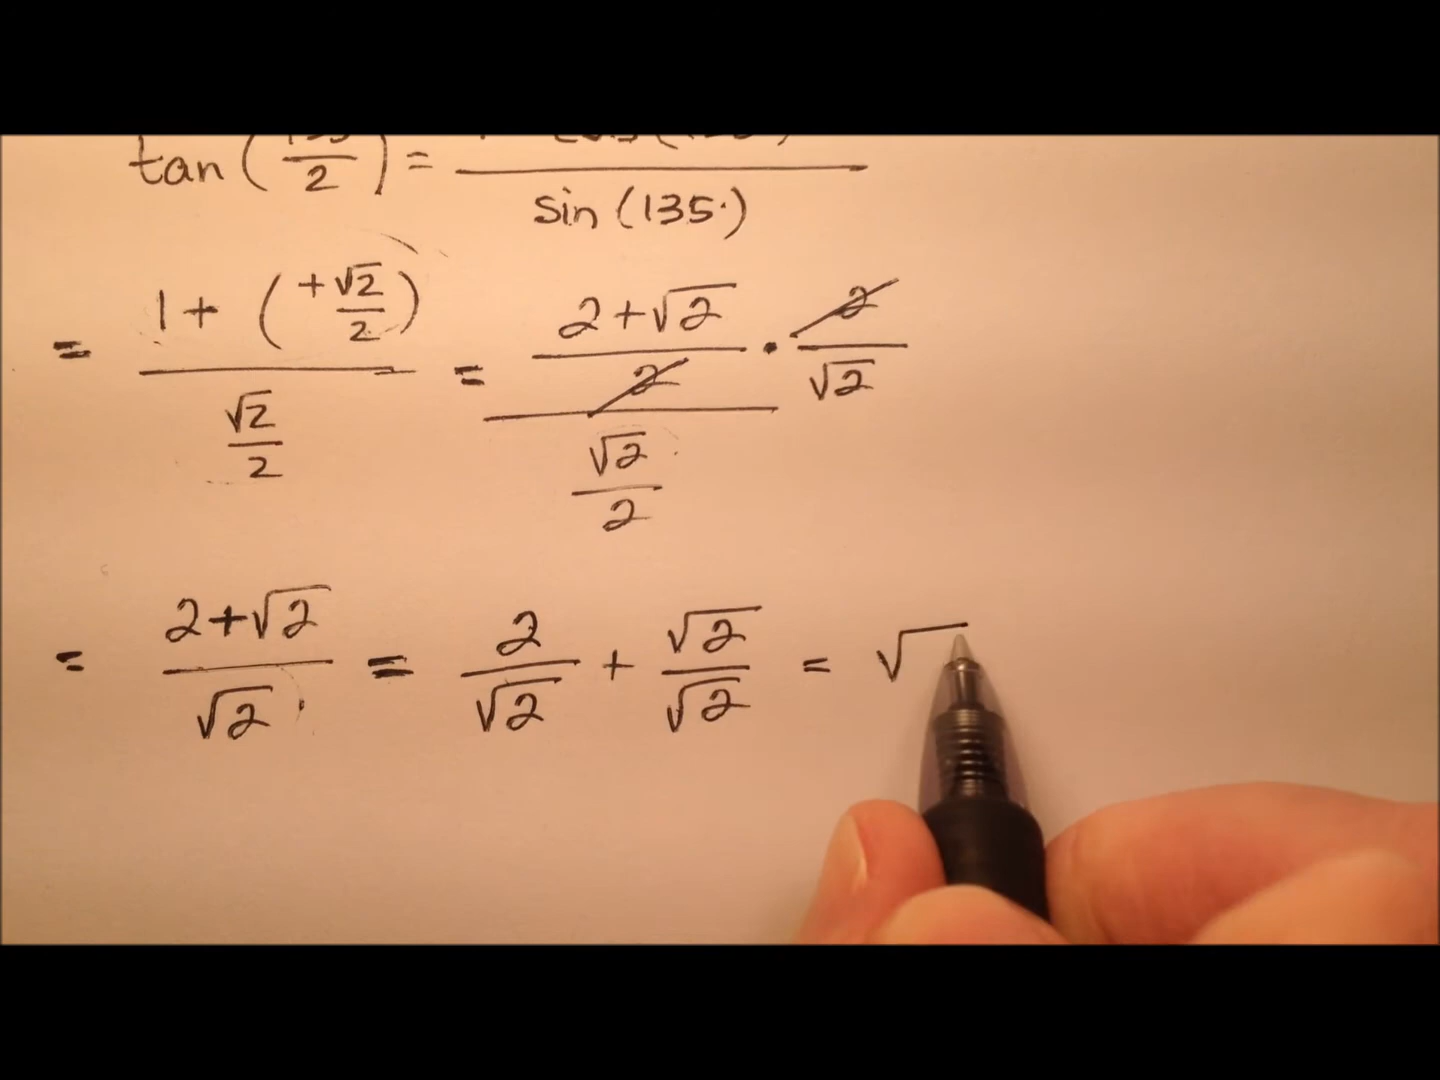 tan(135/2) =
sin(135°)
= (1 + (+√2/2)) / (√2/2) = ((2+√2)/2) / (√2/2) · 2/√2
= (2+√2)/√2 = 2/√2 + √2/√2 = √